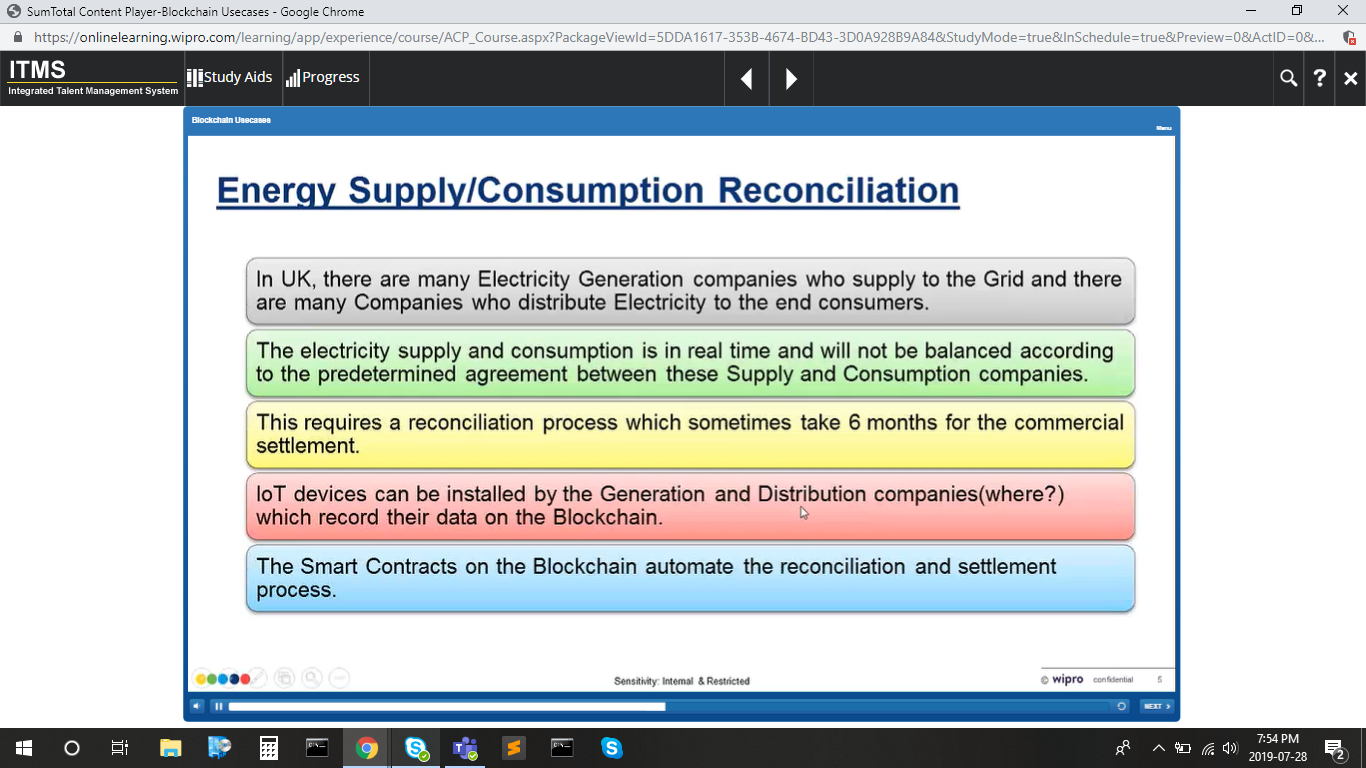 SumTotal Content Player-Blockchain Usecases - Google Chrome
https://onlinelearning.wipro.com/learning/app/experience/course/ACP_Course.aspx?PackageViewId=5DDA1617-353B-4674-BD43-3D0A928B9A84&StudyMode=true&InSchedule=true&Preview=0&ActID=0&...
ITMS
Integrated Talent Management System
Study Aids
Progress
?
Blockchain Usecases
Menu
Energy Supply/Consumption Reconciliation
In UK, there are many Electricity Generation companies who supply to the Grid and there
are many Companies who distribute Electricity to the end consumers.
The electricity supply and consumption is in real time and will not be balanced according
to the predetermined agreement between these Supply and Consumption companies.
This requires a reconciliation process which sometimes take 6 months for the commercial
settlement.
IoT devices can be installed by the Generation and Distribution companies(where?)
which record their data on the Blockchain.
The Smart Contracts on the Blockchain automate the reconciliation and settlement
process.
Sensitivity: Internal & Restricted
© wipro confidential 5
NEXT >
7:54 PM
2019-07-28
2